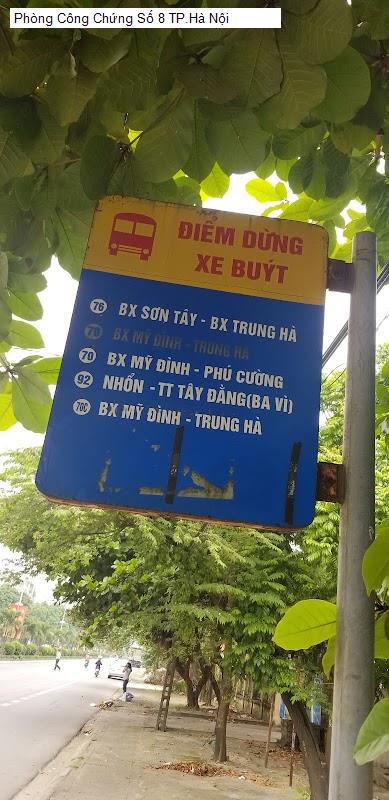 Phòng Công Chứng Số 8 TP.Hà Nội
ĐIỂM DỪNG
XE BUÝT
76 BX SƠN TÂY - BX TRUNG HÀ
BX MỸ ĐÌNH - TRUNG HÀ
70 BX MỸ ĐÌNH - PHÚ CƯỜNG
92 NHỔN - TT TÂY ĐẰNG(BA VÌ)
70C BX MỸ ĐÌNH - TRUNG HÀ